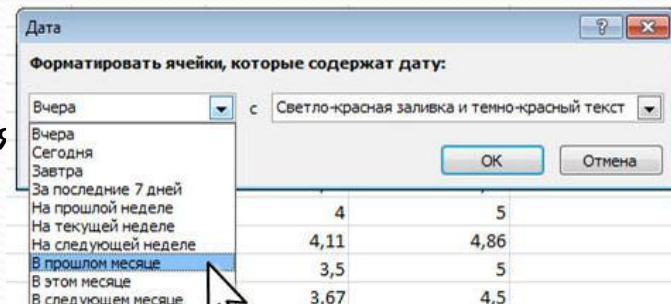 Дата
Форматировать ячейки, которые содержат дату:
Вчера с Светло-красная заливка и темно-красный текст
Вчера
Сегодня
Завтра
За последние 7 дней
На прошлой неделе
На текущей неделе
На следующей неделе
В прошлом месяце
В этом месяце
В следующем месяце
ОК Отмена
4 5
4,11 4,86
3,5 5
3,67 4,5